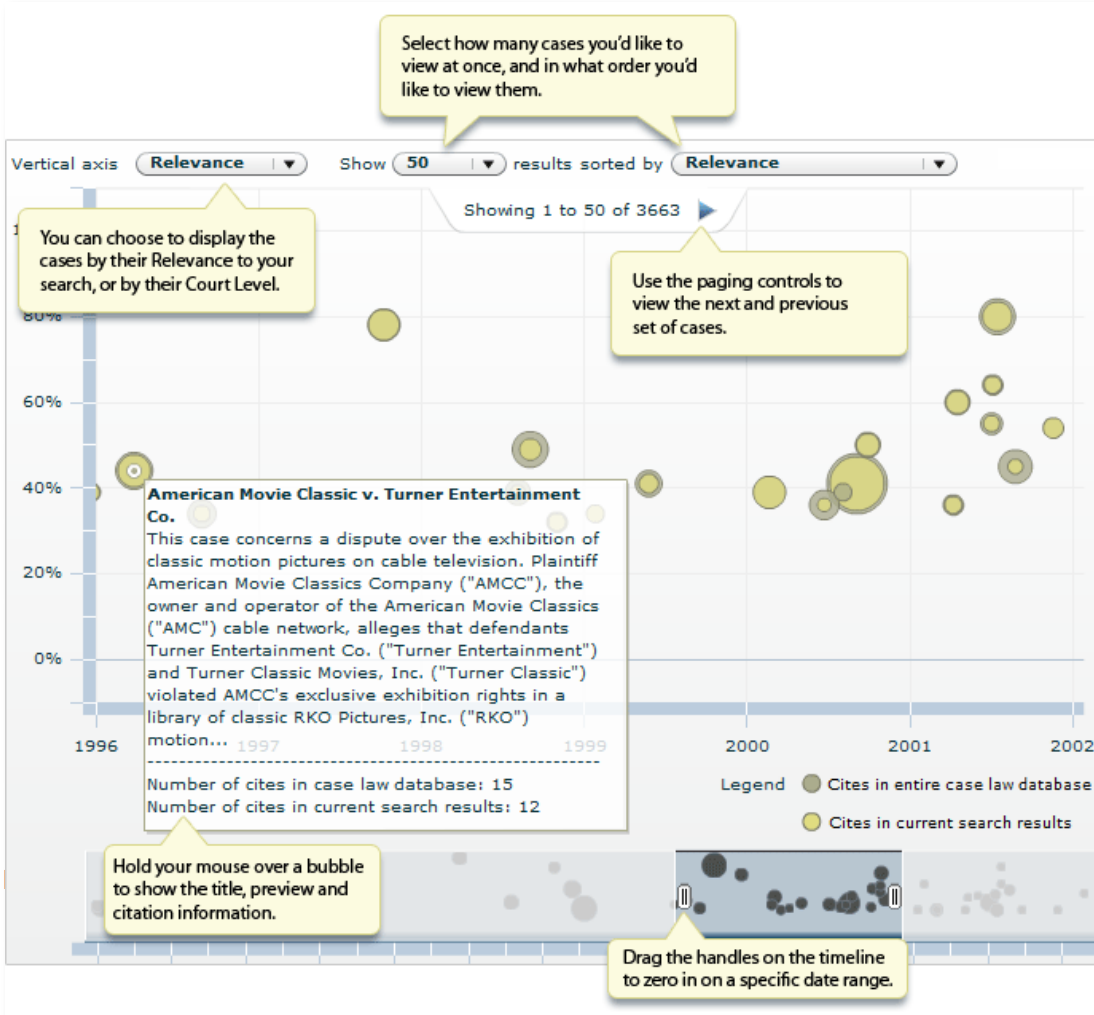 Select how many cases you'd like to
view at once, and in what order you'd
like to view them.
Vertical axis Relevance Show 50 results sorted by Relevance
Showing 1 to 50 of 3663
You can choose to display the
cases by their Relevance to your
search, or by their Court Level.
Use the paging controls to
view the next and previous
set of cases.
80%
60%
40%
20%
0%
American Movie Classic v. Turner Entertainment
Co.
This case concerns a dispute over the exhibition of
classic motion pictures on cable television. Plaintiff
American Movie Classics Company ("AMCC"), the
owner and operator of the American Movie Classics
("AMC") cable network, alleges that defendants
Turner Entertainment Co. ("Turner Entertainment")
and Turner Classic Movies, Inc. ("Turner Classic")
violated AMCC's exclusive exhibition rights in a
library of classic RKO Pictures, Inc. ("RKO")
motion...
Number of cites in case law database: 15
Number of cites in current search results: 12
1996 1997 1998 1999 2000 2001 2002
Legend Cites in entire case law database
Cites in current search results
Hold your mouse over a bubble
to show the title, preview and
citation information.
Drag the handles on the timeline
to zero in on a specific date range.